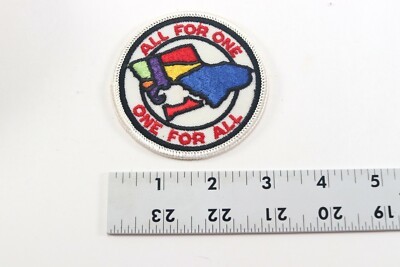 ALL FOR ONE
ONE FOR ALL
1 2 3 4 5
23 22 21 20 19